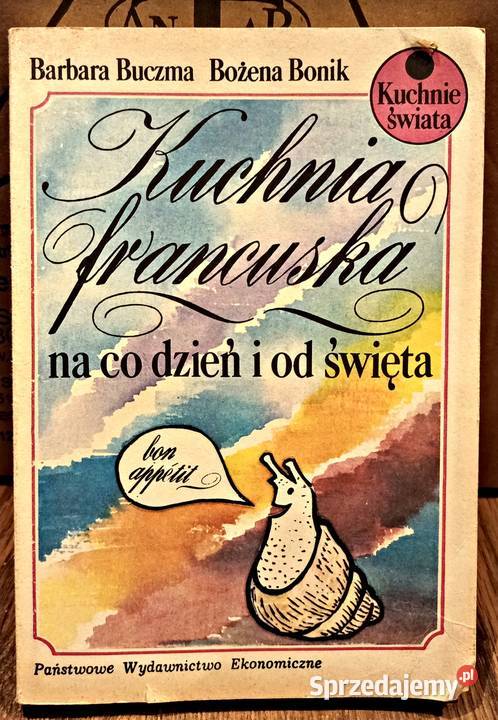 Barbara Buczma Bożena Bonik
Kuchnie
świata
Kuchnia
francuska
na co dzień i od święta
bon
appétit
Państwowe Wydawnictwo Ekonomiczne
Sprzedajemy.pl